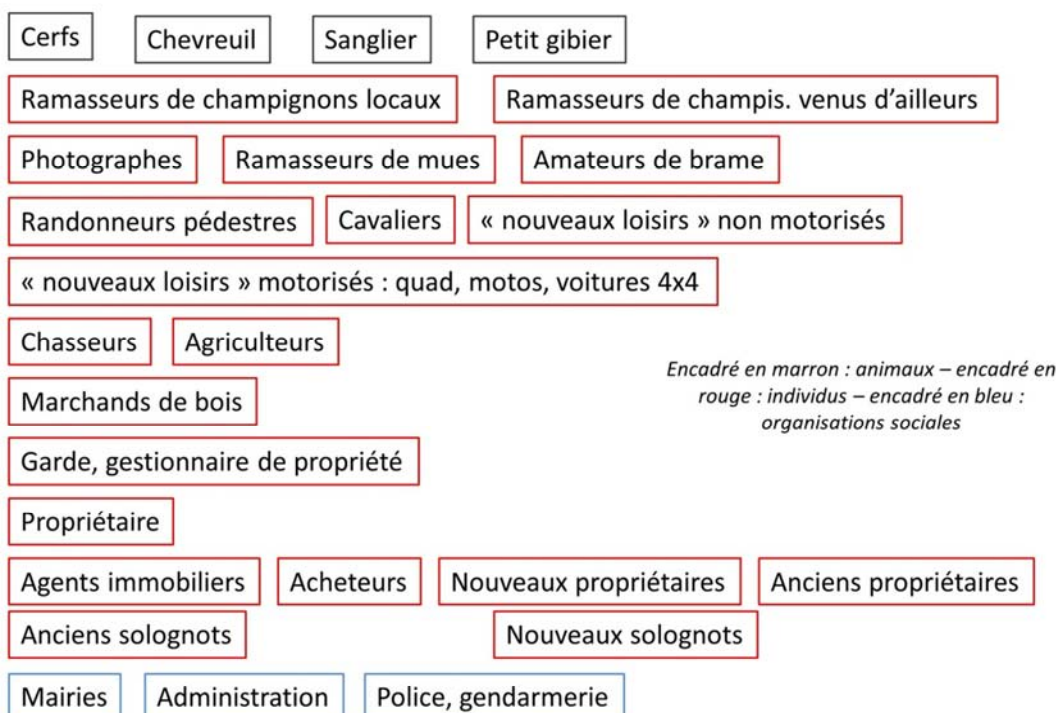 Cerfs Chevreuil Sanglier Petit gibier
Ramasseurs de champignons locaux Ramasseurs de champis. venus d'ailleurs
Photographes Ramasseurs de mues Amateurs de brame
Randonneurs pédestres Cavaliers « nouveaux loisirs » non motorisés
« nouveaux loisirs » motorisés : quad, motos, voitures 4x4
Chasseurs Agriculteurs
Encadré en marron : animaux – encadré en
rouge : individus – encadré en bleu :
organisations sociales
Marchands de bois
Garde, gestionnaire de propriété
Propriétaire
Agents immobiliers Acheteurs Nouveaux propriétaires Anciens propriétaires
Anciens solognots Nouveaux solognots
Mairies Administration Police, gendarmerie